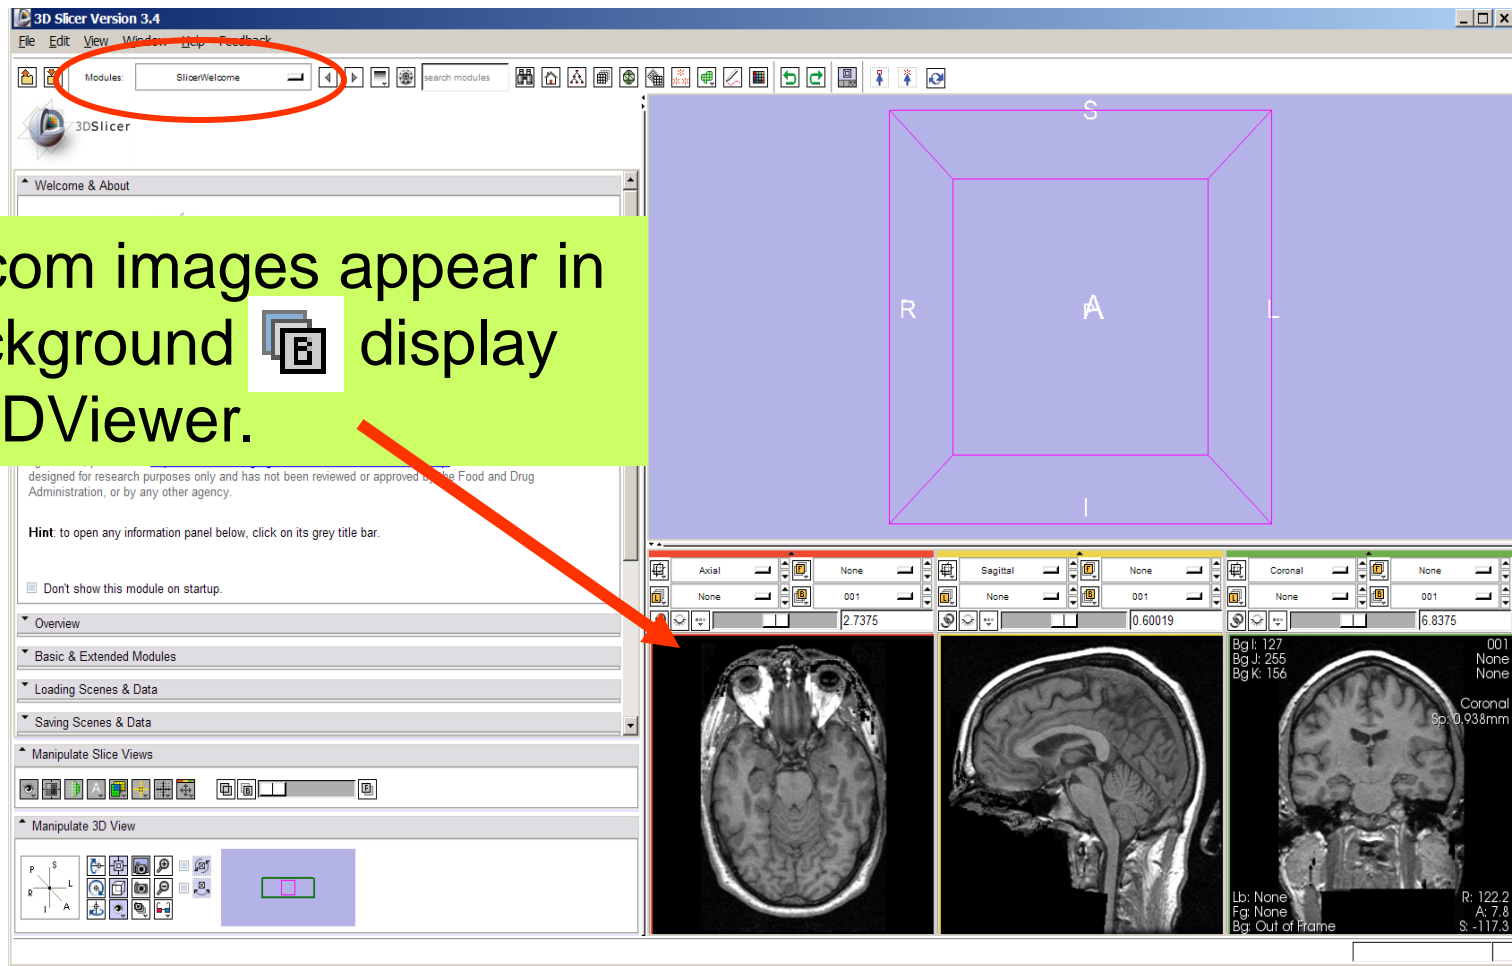 3D Slicer Version 3.4
File Edit View Window Help Feedback
Modules: SlicerWelcome search modules
3DSlicer
Welcome & About
com images appear in
ckground B display
DViewer.
designed for research purposes only and has not been reviewed or approved by the Food and Drug
Administration, or by any other agency.
Hint: to open any information panel below, click on its grey title bar.
Don't show this module on startup.
Overview
Basic & Extended Modules
Loading Scenes & Data
Saving Scenes & Data
Manipulate Slice Views
B F
Manipulate 3D View
P S
R L
I A
S
R A L
I
Axial F None
L None B 001
2.7375
Sagittal F None
L None B 001
0.60019
Coronal F None
L None B 001
6.8375
Bg I: 127 001
Bg J: 255 None
Bg K: 156 None
Coronal
Sp: 0.938mm
Lb: None R: 122.2
Fg: None A: 7.8
Bg: Out of Frame S: -117.3